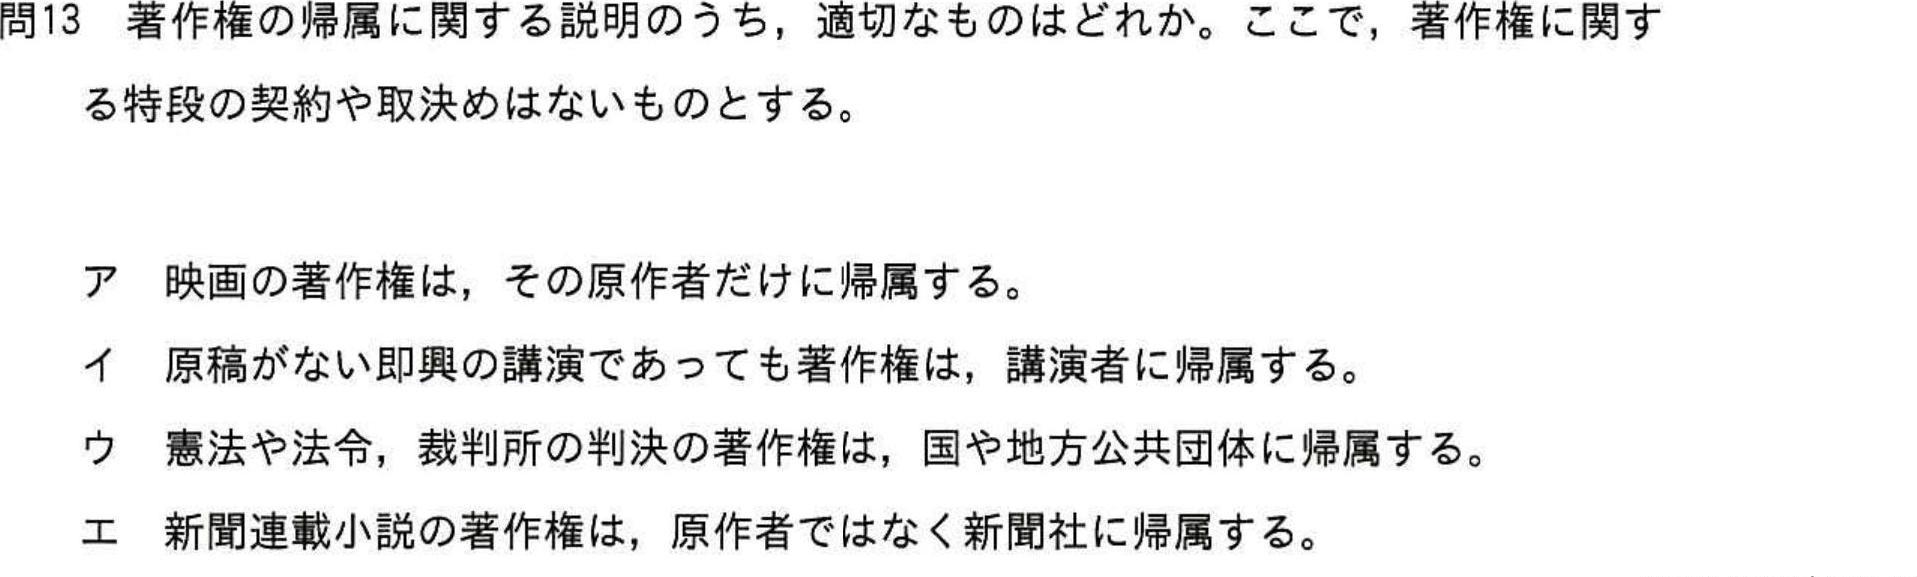 問13 著作権の帰属に関する説明のうち，適切なものはどれか。ここで，著作権に関す
る特段の契約や取決めはないものとする。
ア 映画の著作権は，その原作者だけに帰属する。
イ 原稿がない即興の講演であっても著作権は，講演者に帰属する。
ウ 憲法や法令，裁判所の判決の著作権は，国や地方公共団体に帰属する。
エ 新聞連載小説の著作権は，原作者ではなく新聞社に帰属する。